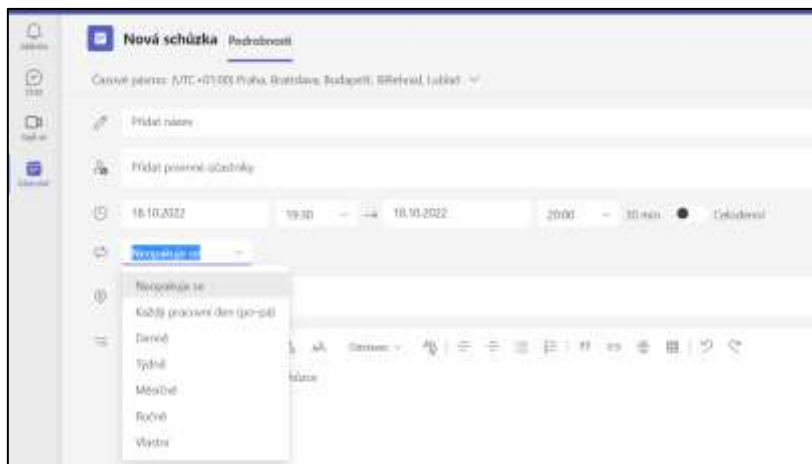 Nová schůzka Podrobnosti
Chat
Časové pásmo: (UTC+01:00) Praha, Bratislava, Budapešť, Bělehrad, Lublaň
Přidat název
Přidat povinné účastníky
18.10.2022 19:30 → 18.10.2022 20:00 30 min Celodenní
Neopakuje se
Neopakuje se
Každý pracovní den (po–pá)
Denně
Týdně
Měsíčně
Ročně
Vlastní